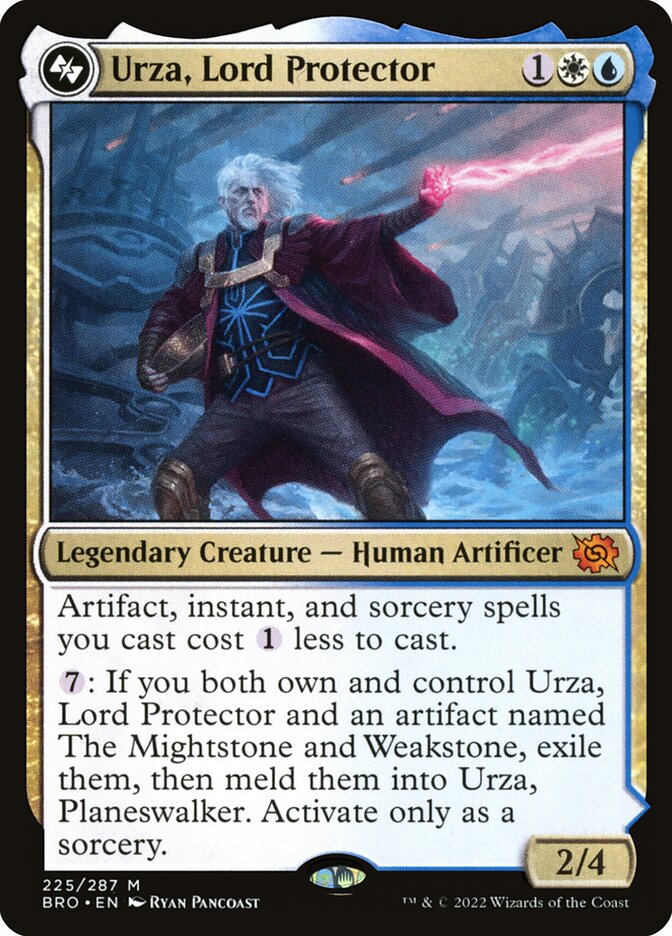 Urza, Lord Protector 1
Legendary Creature — Human Artificer
Artifact, instant, and sorcery spells
you cast cost 1 less to cast.
7: If you both own and control Urza,
Lord Protector and an artifact named
The Mightstone and Weakstone, exile
them, then meld them into Urza,
Planeswalker. Activate only as a
sorcery.
2/4
225/287 M
BRO • EN RYAN PANCOAST
™ & © 2022 Wizards of the Coast